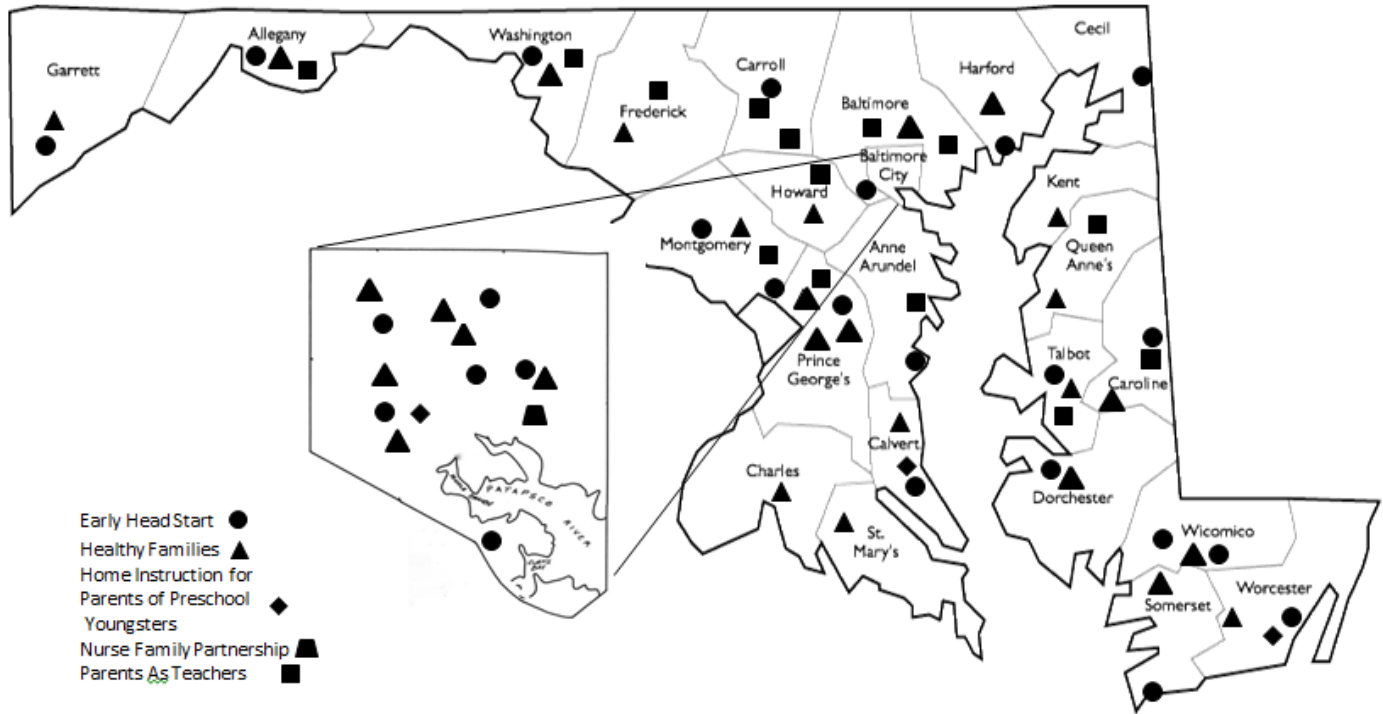 Garrett
Allegany
Washington
Frederick
Carroll
Baltimore
Harford
Cecil
Baltimore
City
Howard
Montgomery
Anne
Arundel
Kent
Queen
Anne's
Prince
George's
Talbot
Caroline
Calvert
Charles
Dorchester
St.
Mary's
Wicomico
Somerset
Worcester
PATAPSCO RIVER
Early Head Start
Healthy Families
Home Instruction for
Parents of Preschool
Youngsters
Nurse Family Partnership
Parents As Teachers